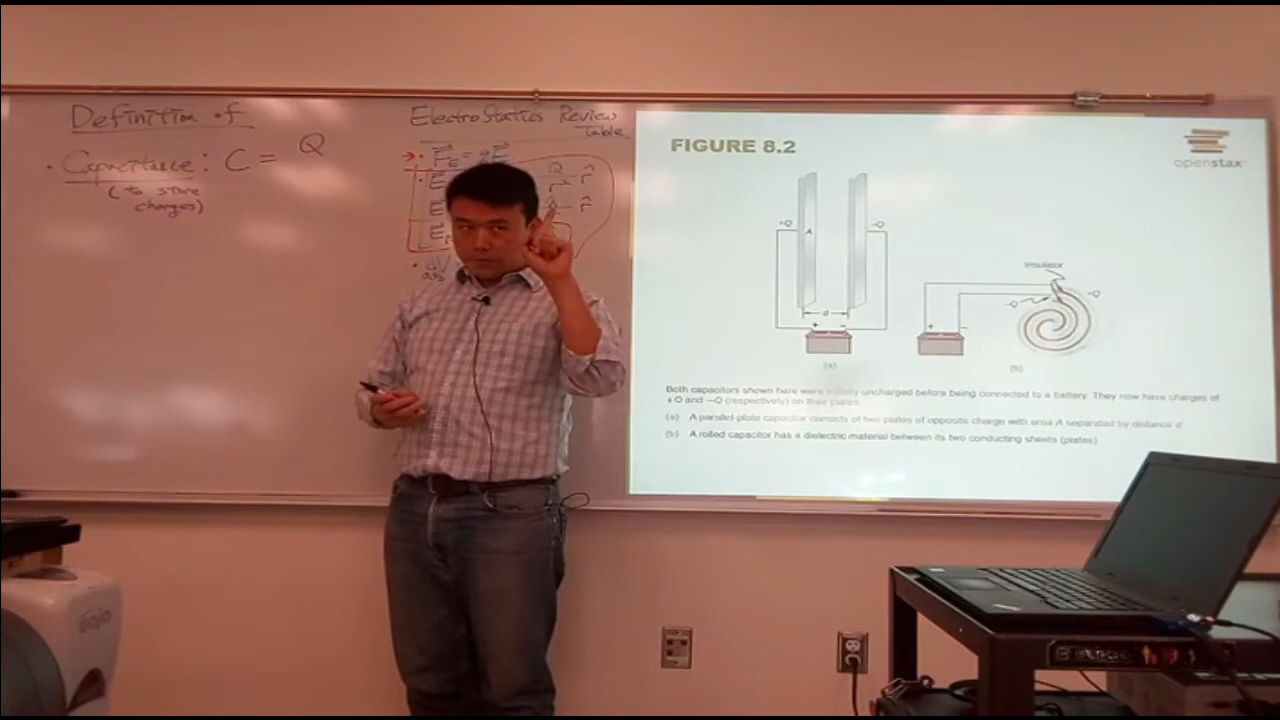 Definition of
• Capacitance : C = Q
( to store
charges)
ElectroStatics Review
Table
→ • F⃗E = qE⃗
Q r̂
r²
r̂
• ΔV
FIGURE 8.2
openstax
+Q A −Q
d
+ −
(a)
Insulator
−Q +Q
+ −
(b)
Both capacitors shown here were initially uncharged before being connected to a battery. They now have charges of
+Q and −Q (respectively) on their plates.
(a) A parallel-plate capacitor consists of two plates of opposite charge with area A separated by distance d.
(b) A rolled capacitor has a dielectric material between its two conducting sheets (plates).